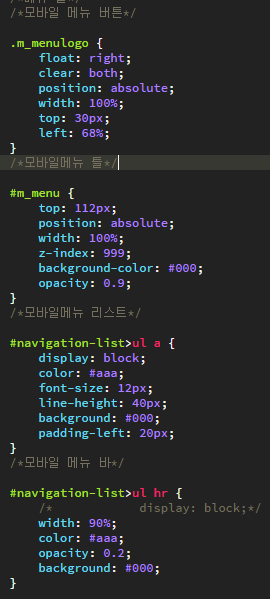 /*모바일 메뉴 버튼*/
.m_menulogo {
float: right;
clear: both;
position: absolute;
width: 100%;
top: 30px;
left: 68%;
}
/*모바일메뉴 틀*/
#m_menu {
top: 112px;
position: absolute;
width: 100%;
z-index: 999;
background-color: #000;
opacity: 0.9;
}
/*모바일메뉴 리스트*/
#navigation-list>ul a {
display: block;
color: #aaa;
font-size: 12px;
line-height: 40px;
background: #000;
padding-left: 20px;
}
/*모바일 메뉴 바*/
#navigation-list>ul hr {
/*            display: block;*/
width: 90%;
color: #aaa;
opacity: 0.2;
background: #000;
}